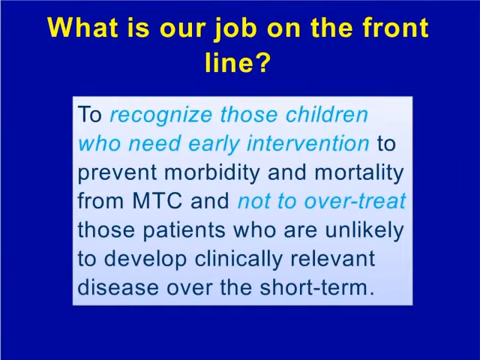 What is our job on the front
line?
To recognize those children
who need early intervention to
prevent morbidity and mortality
from MTC and not to over-treat
those patients who are unlikely
to develop clinically relevant
disease over the short-term.